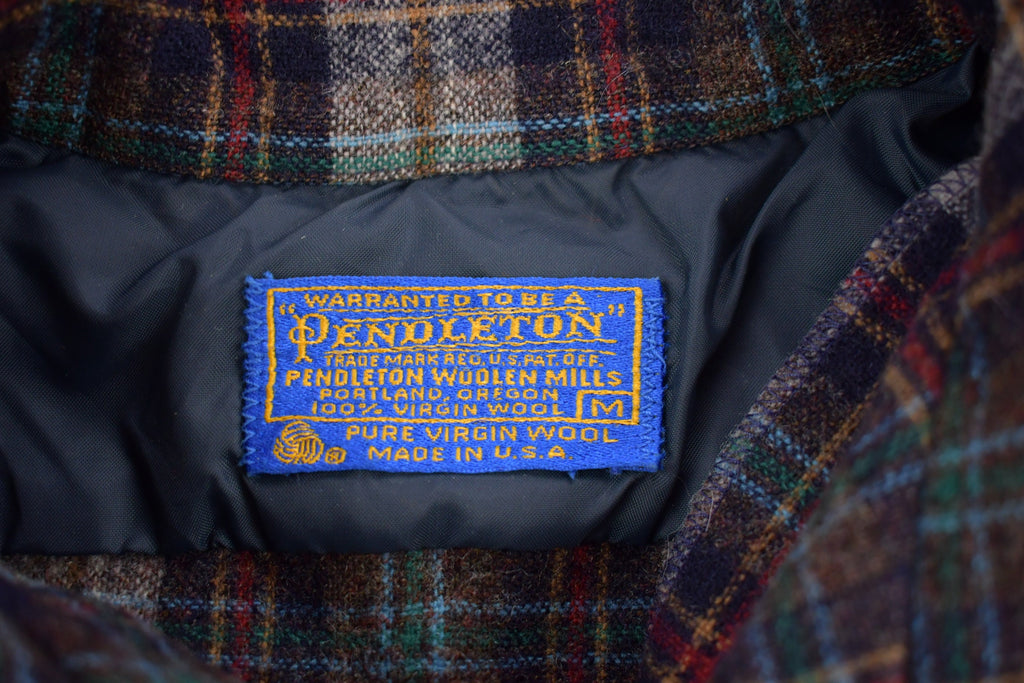 WARRANTED TO BE A
"PENDLETON"
TRADE MARK REG. U.S. PAT. OFF.
PENDLETON WOOLEN MILLS
PORTLAND, OREGON
100% VIRGIN WOOL M
® PURE VIRGIN WOOL
MADE IN U.S.A.